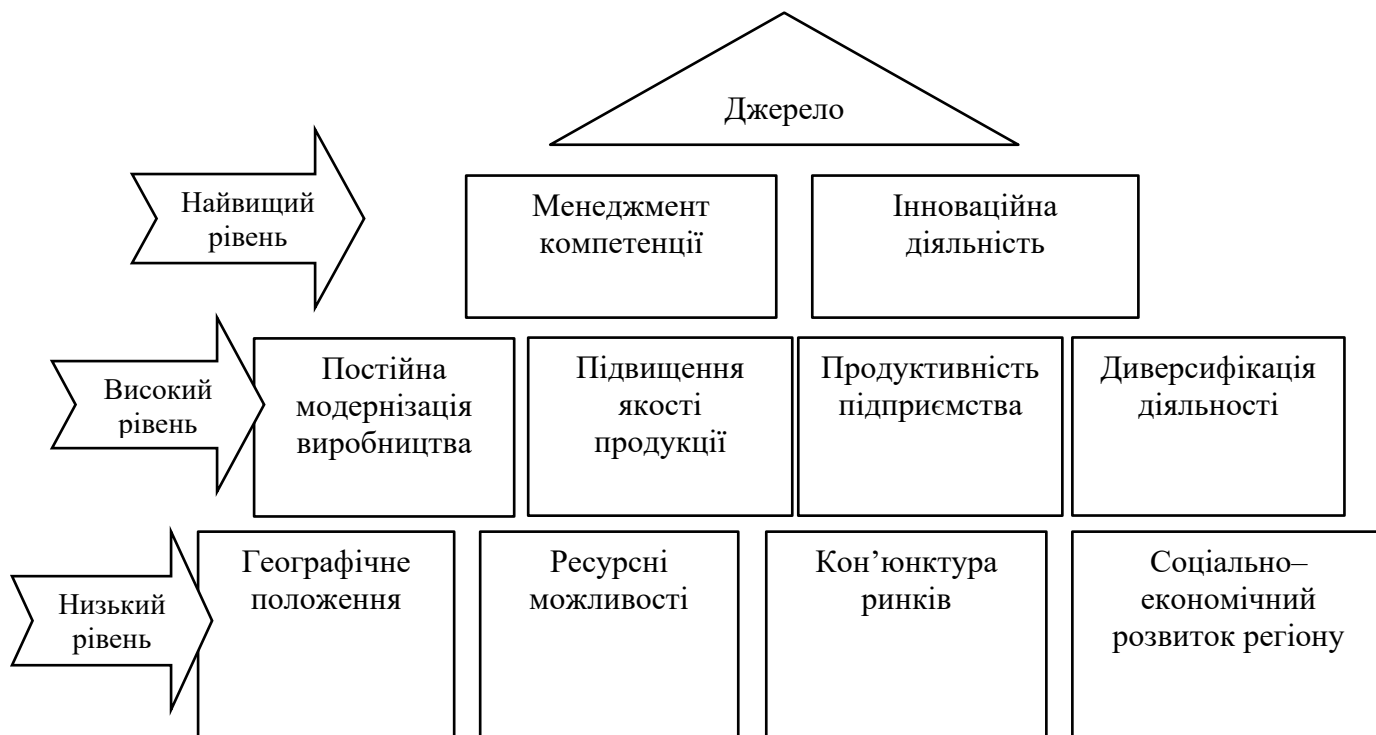 Джерело
Найвищий
рівень
Менеджмент
компетенції
Інноваційна
діяльність
Високий
рівень
Постійна
модернізація
виробництва
Підвищення
якості
продукції
Продуктивність
підприємства
Диверсифікація
діяльності
Низький
рівень
Географічне
положення
Ресурсні
можливості
Кон’юнктура
ринків
Соціально–
економічний
розвиток регіону